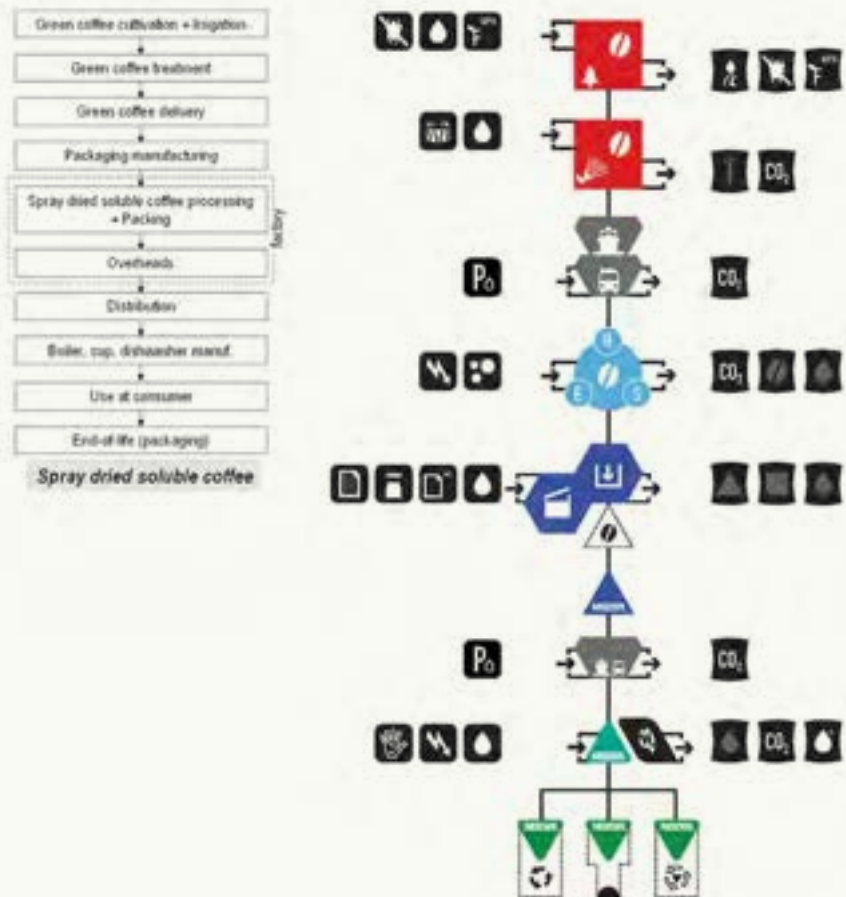 Green coffee cultivation + Irrigation
Green coffee treatment
Green coffee delivery
Packaging manufacturing
Spray dried soluble coffee processing
+ Packing
factory
Overheads
Distribution
Boiler, cup, dishwasher manuf.
Use at consumer
End-of-life (packaging)
Spray dried soluble coffee
CO2
P
CO2
CO2
E
S
P
CO2
CO2